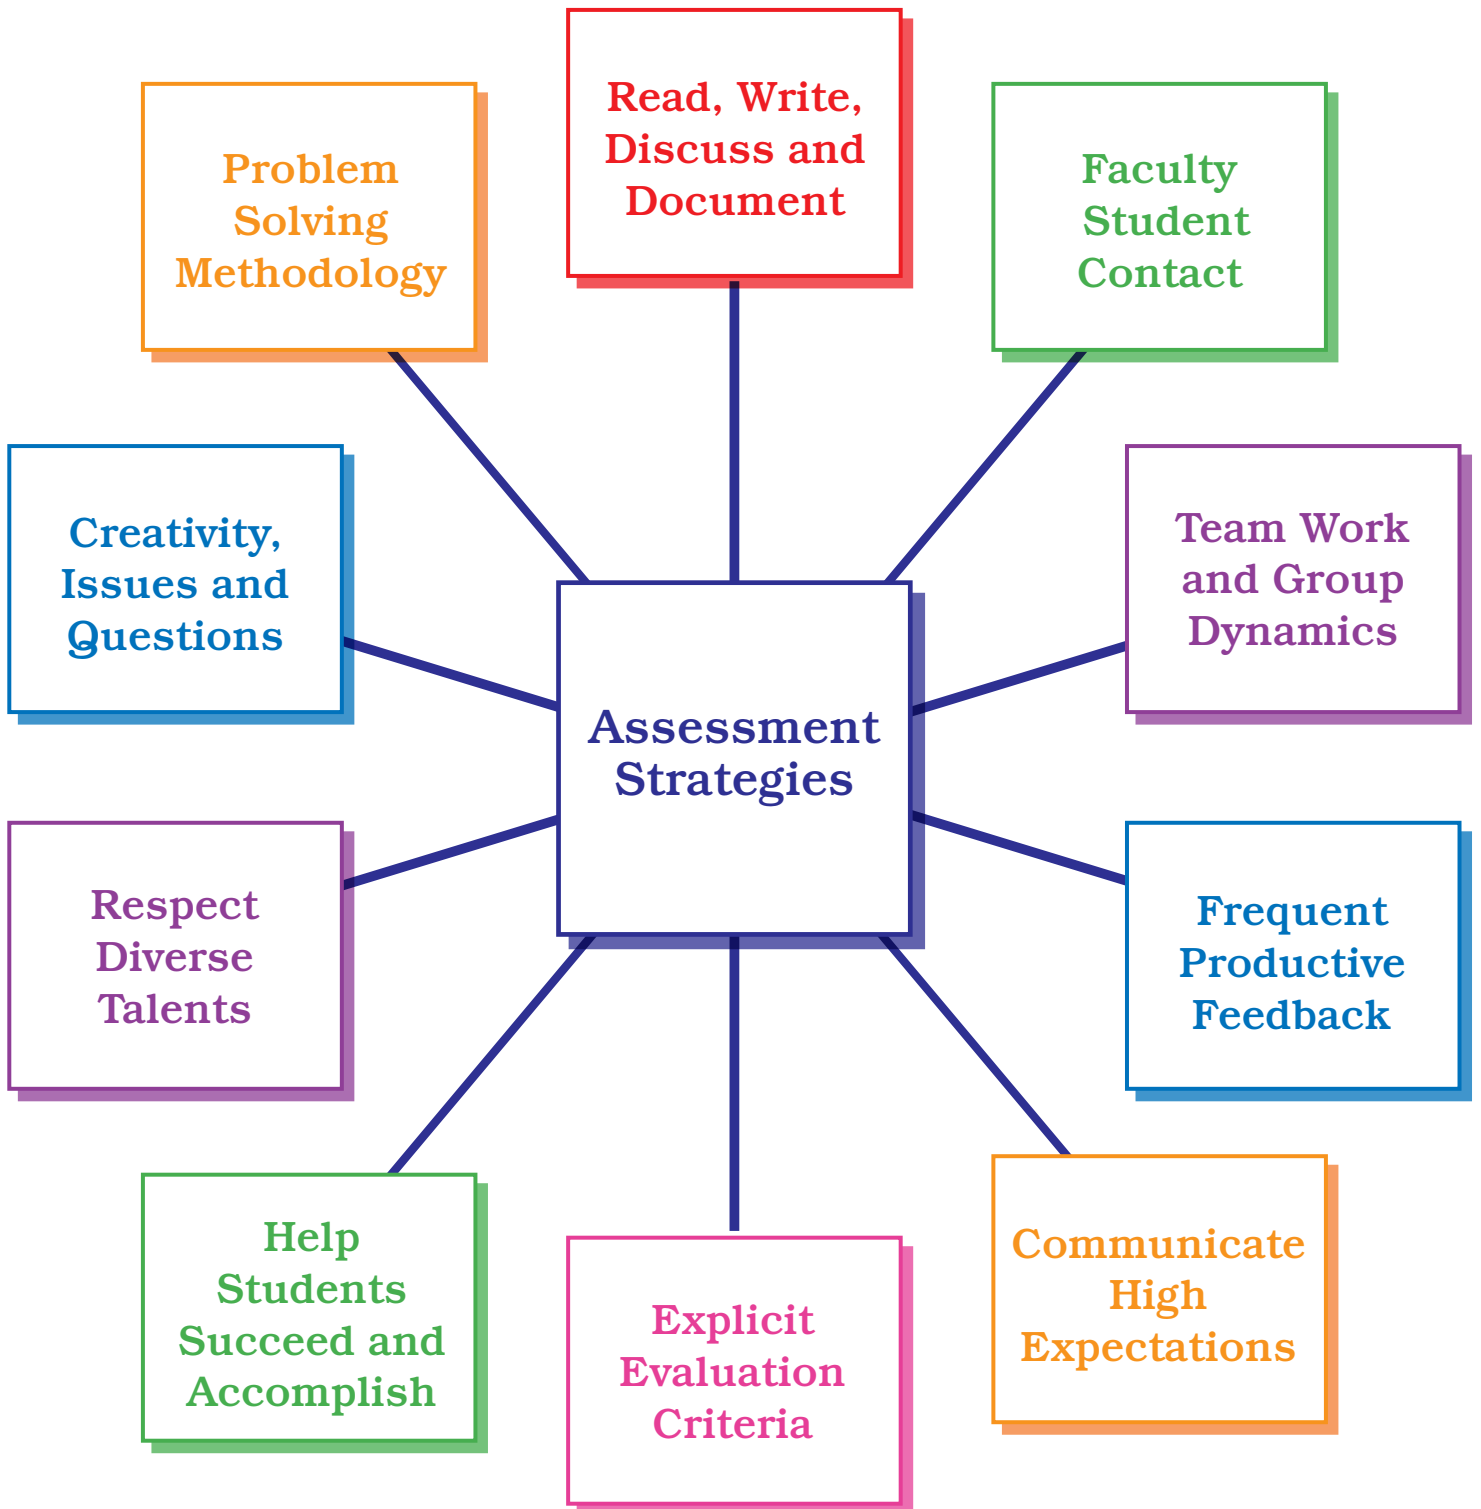 Read, Write,
Discuss and
Document
Problem
Solving
Methodology
Faculty
Student
Contact
Creativity,
Issues and
Questions
Team Work
and Group
Dynamics
Assessment
Strategies
Respect
Diverse
Talents
Frequent
Productive
Feedback
Help
Students
Succeed and
Accomplish
Explicit
Evaluation
Criteria
Communicate
High
Expectations